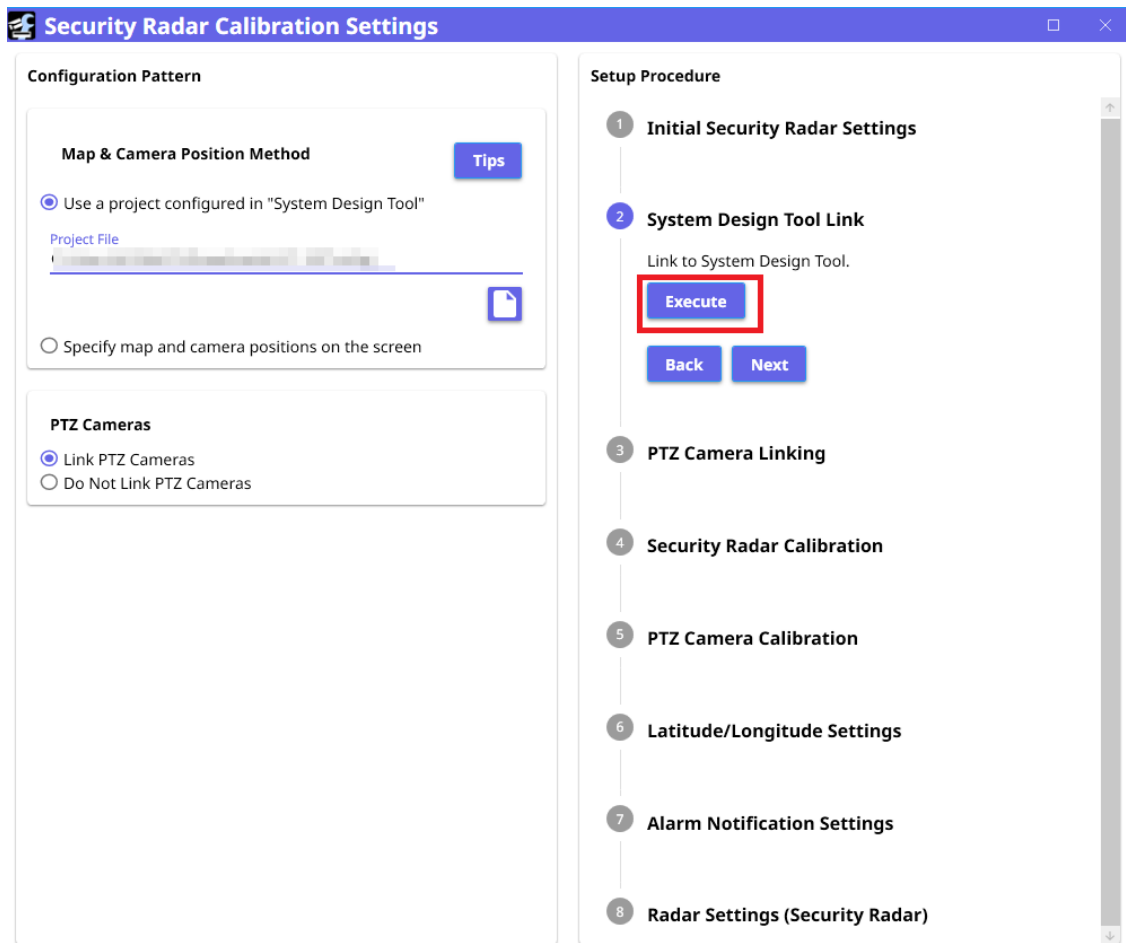 Security Radar Calibration Settings
Configuration Pattern
Map & Camera Position Method
Tips
Use a project configured in "System Design Tool"
Project File
Specify map and camera positions on the screen
PTZ Cameras
Link PTZ Cameras
Do Not Link PTZ Cameras
Setup Procedure
1 Initial Security Radar Settings
2 System Design Tool Link
Link to System Design Tool.
Execute
Back Next
3 PTZ Camera Linking
4 Security Radar Calibration
5 PTZ Camera Calibration
6 Latitude/Longitude Settings
7 Alarm Notification Settings
8 Radar Settings (Security Radar)